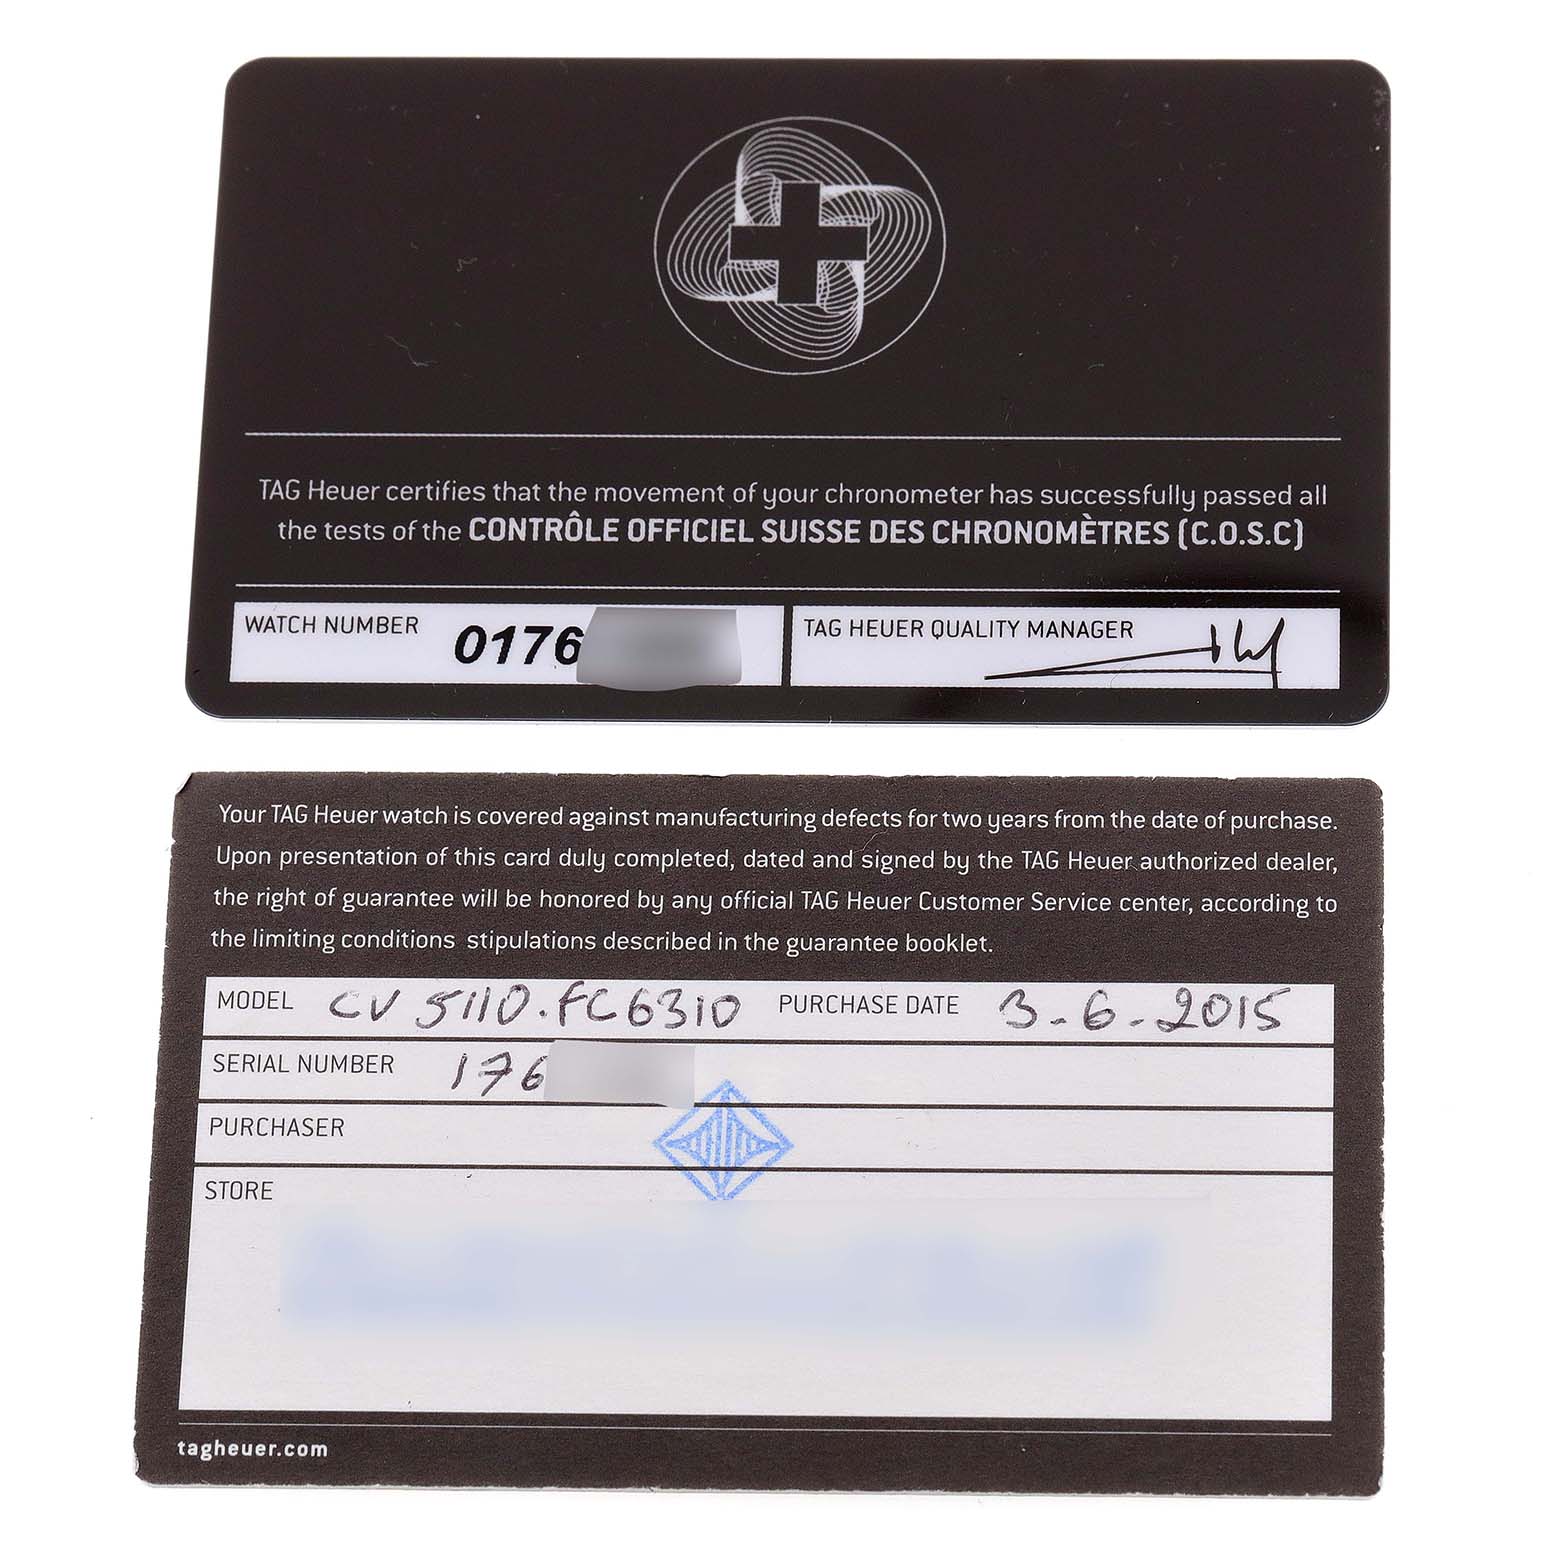 TAG Heuer certifies that the movement of your chronometer has successfully passed all
the tests of the CONTRÔLE OFFICIEL SUISSE DES CHRONOMÈTRES (C.O.S.C)
WATCH NUMBER 0176
TAG HEUER QUALITY MANAGER
Your TAG Heuer watch is covered against manufacturing defects for two years from the date of purchase.
Upon presentation of this card duly completed, dated and signed by the TAG Heuer authorized dealer,
the right of guarantee will be honored by any official TAG Heuer Customer Service center, according to
the limiting conditions stipulations described in the guarantee booklet.
MODEL CV5110.FC6310 PURCHASE DATE 3-6-2015
SERIAL NUMBER 176
PURCHASER
STORE
tagheuer.com